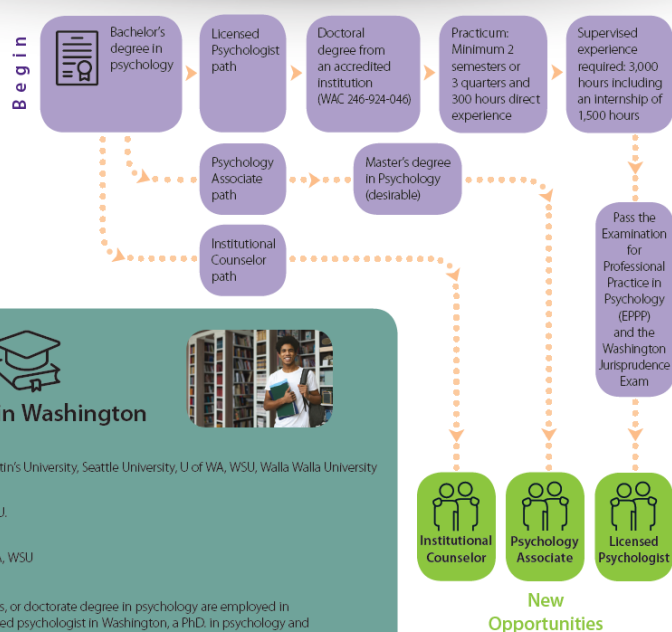 Begin
Bachelor's
degree in
psychology
Licensed
Psychologist
path
Doctoral
degree from
an accredited
institution
(WAC 246-924-046)
Practicum:
Minimum 2
semesters or
3 quarters and
300 hours direct
experience
Supervised
experience
required: 3,000
hours including
an internship of
1,500 hours
Psychology
Associate
path
Master's degree
in Psychology
(desirable)
Institutional
Counselor
path
Pass the
Examination
for
Professional
Practice in
Psychology
(EPPP)
and the
Washington
Jurisprudence
Exam
in Washington
tin's University, Seattle University, U of WA, WSU, Walla Walla University
U.
, WSU
s, or doctorate degree in psychology are employed in
ed psychologist in Washington, a PhD. in psychology and
Institutional
Counselor
Psychology
Associate
Licensed
Psychologist
New
Opportunities